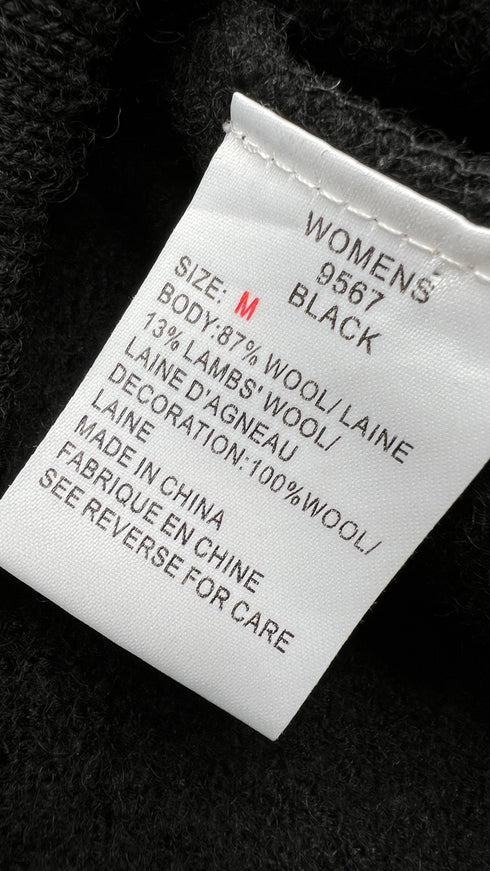 WOMENS
9567
BLACK
SIZE: M
BODY:87% WOOL/ LAINE
13% LAMBS' WOOL/
LAINE D'AGNEAU
DECORATION:100%WOOL/
LAINE
MADE IN CHINA
FABRIQUE EN CHINE
SEE REVERSE FOR CARE